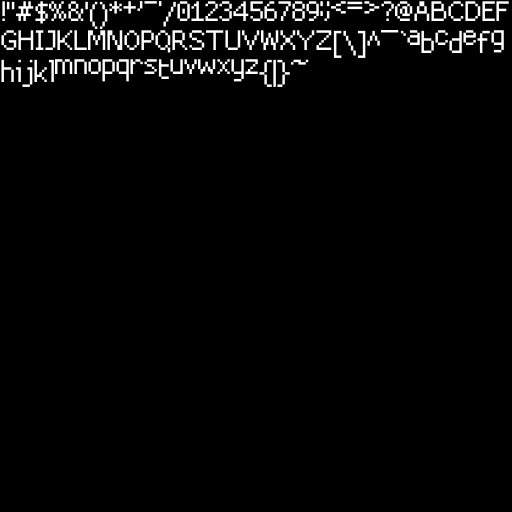 !"#$%&'()*+,-./0123456789:;<=>?@ABCDEF
GHIJKLMNOPQRSTUVWXYZ[\]^_`abcdefg
hijklmnopqrstuvwxyz{|}~